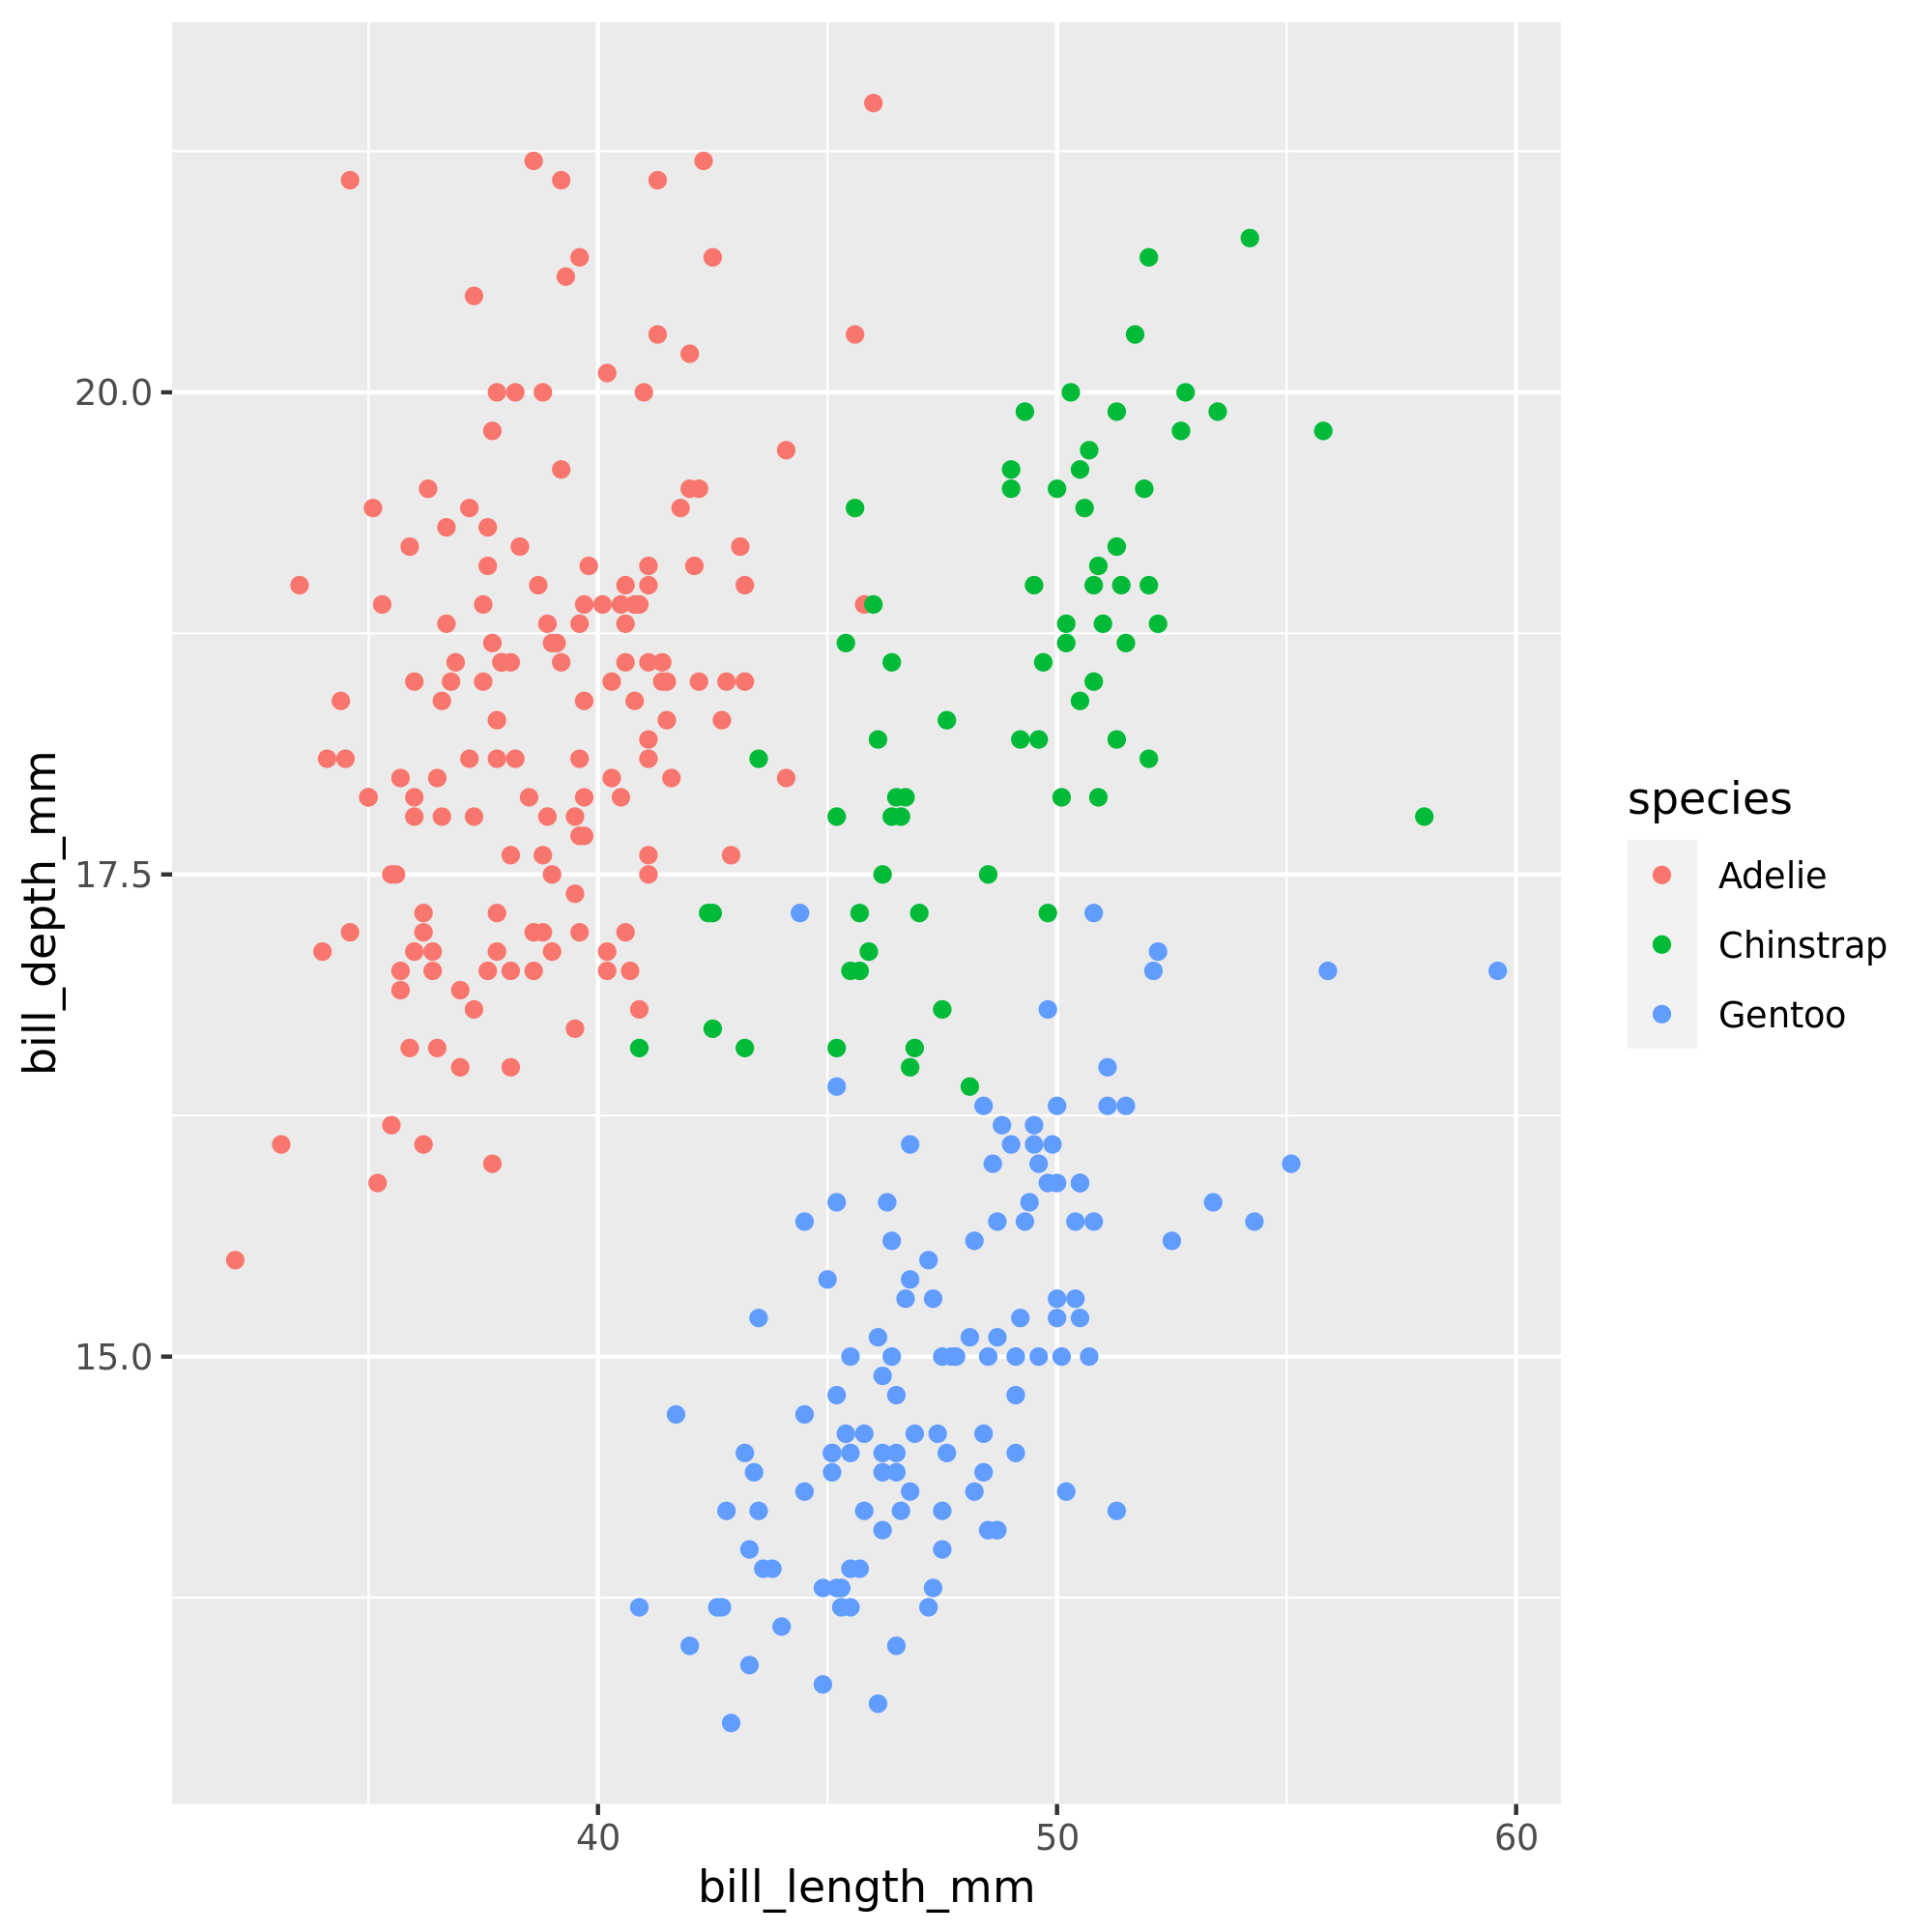 bill_depth_mm
20.0
17.5
15.0
40 50 60
bill_length_mm
species
Adelie
Chinstrap
Gentoo